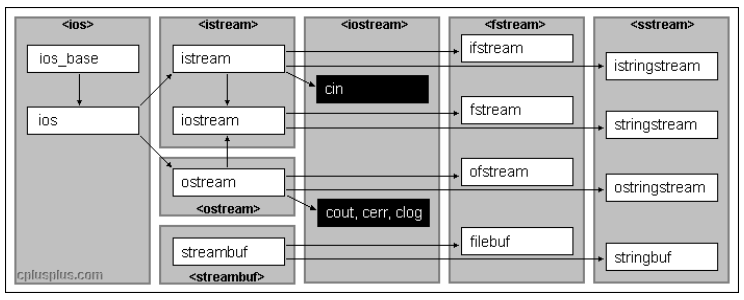 <ios> <istream> <iostream> <fstream> <sstream>
ios_base istream ifstream istringstream
cin
ios iostream fstream stringstream
ostream ofstream ostringstream
<ostream> cout, cerr, clog
streambuf filebuf stringbuf
cplusplus.com <streambuf>